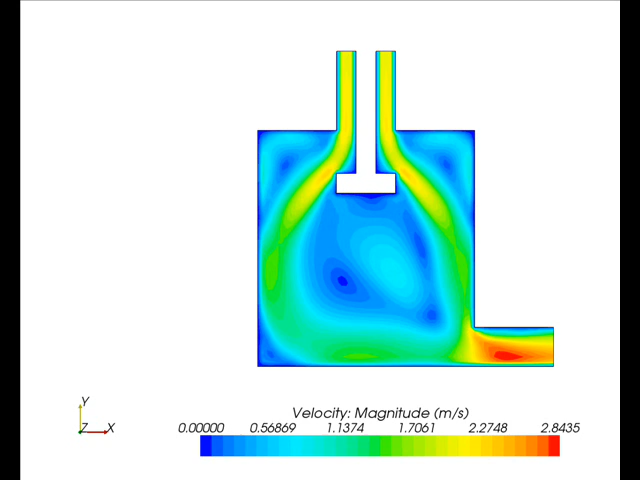 Y
Z X
Velocity: Magnitude (m/s)
0.00000 0.56869 1.1374 1.7061 2.2748 2.8435